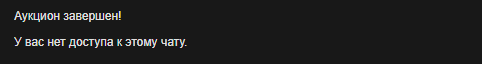 Аукцион завершен!
У вас нет доступа к этому чату.